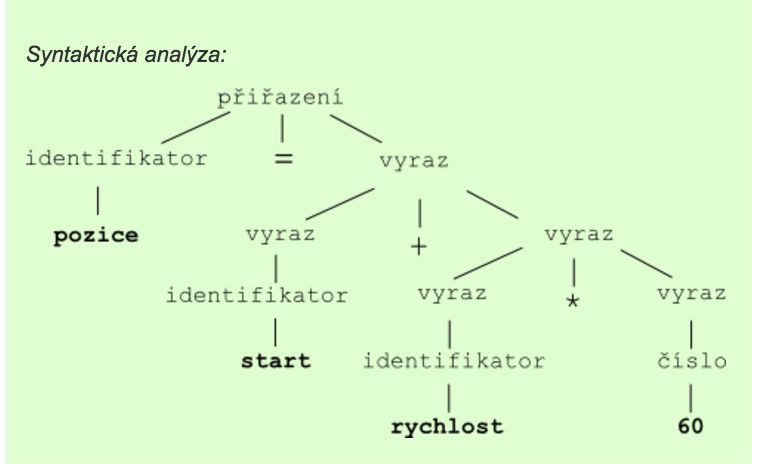 Syntaktická analýza:
přiřazení
identifikator = vyraz
pozice vyraz + vyraz
identifikator vyraz * vyraz
start identifikator číslo
rychlost 60